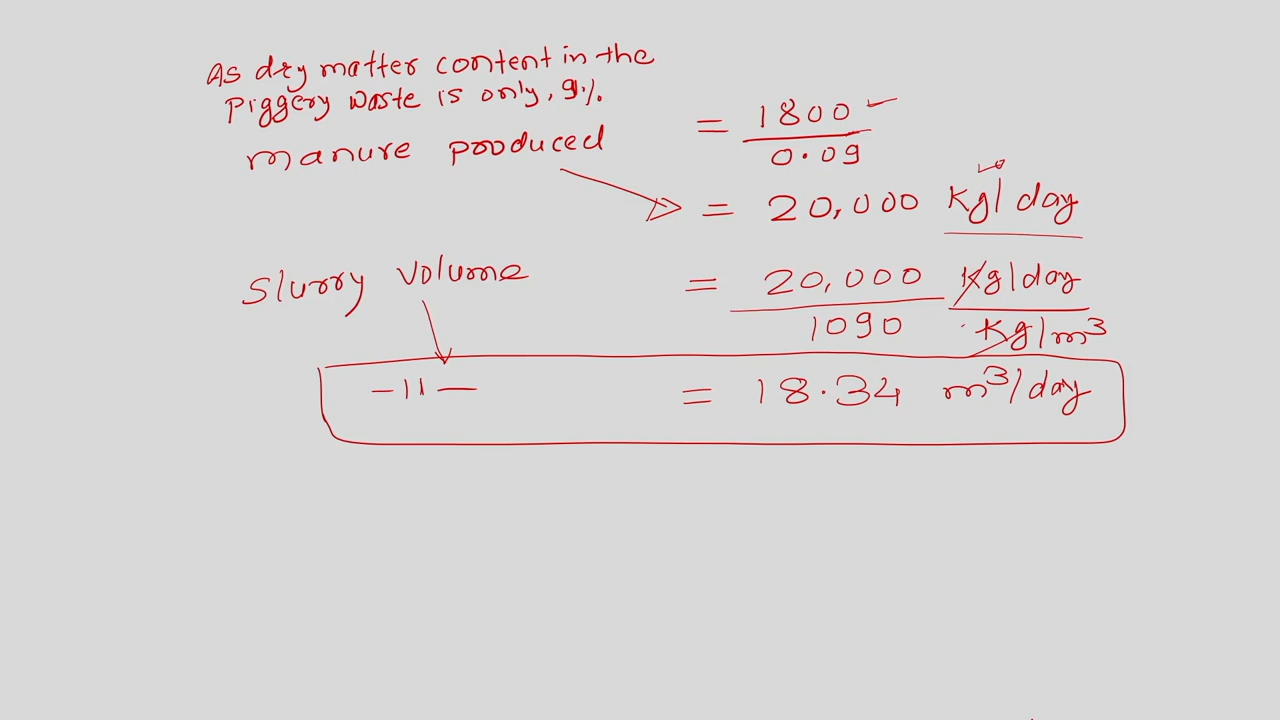 As dry matter content in the
Piggery waste is only, 9%.
manure produced = 1800 / 0.09
= 20,000 Kg/day
Slurry volume = 20,000 Kg/day / 1090 Kg/m³
-11- = 18.34 m³/day